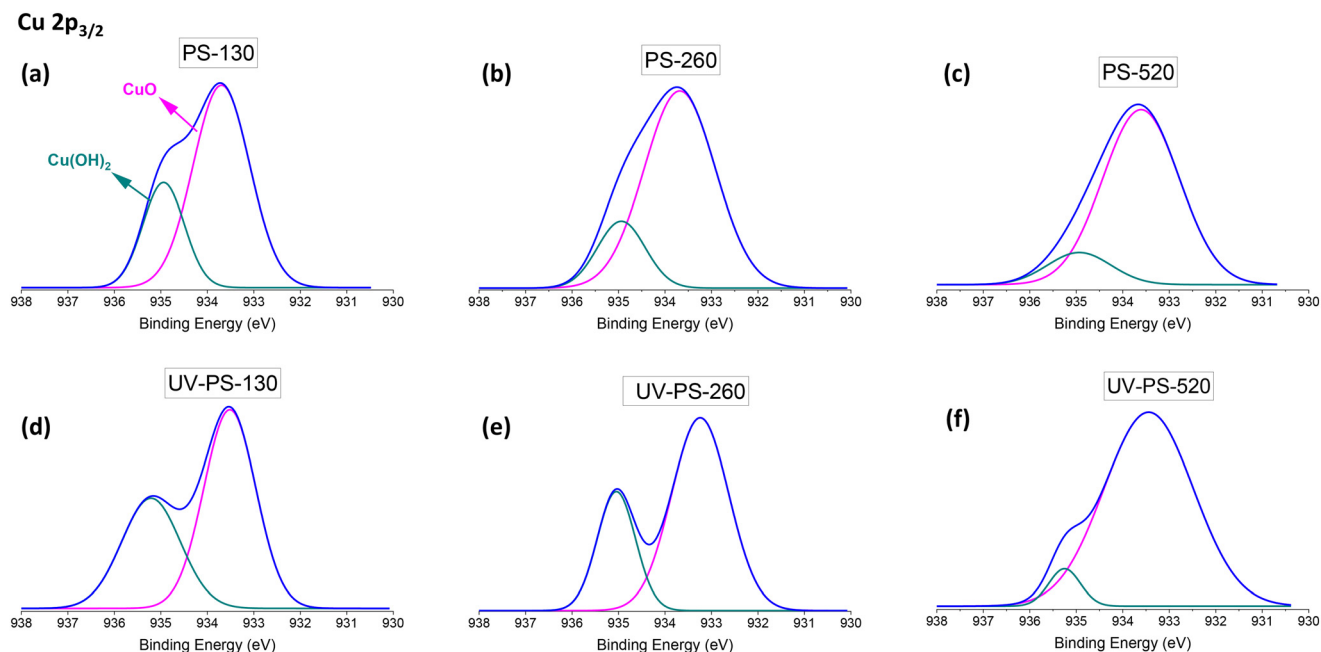 Cu 2p3/2
(a)
PS-130
CuO
Cu(OH)2
938 937 936 935 934 933 932 931 930
Binding Energy (eV)
(b)
PS-260
938 937 936 935 934 933 932 931 930
Binding Energy (eV)
(c)
PS-520
938 937 936 935 934 933 932 931 930
Binding Energy (eV)
(d)
UV-PS-130
938 937 936 935 934 933 932 931 930
Binding Energy (eV)
(e)
UV-PS-260
938 937 936 935 934 933 932 931 930
Binding Energy (eV)
(f)
UV-PS-520
938 937 936 935 934 933 932 931 930
Binding Energy (eV)